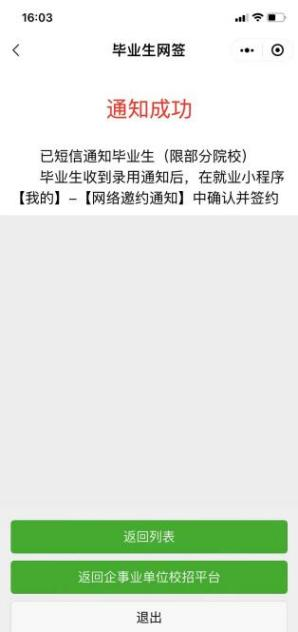 16:03
毕业生网签
通知成功
已短信通知毕业生（限部分院校）
毕业生收到录用通知后，在就业小程序
【我的】–【网络邀约通知】中确认并签约
返回列表
返回企事业单位校招平台
退出